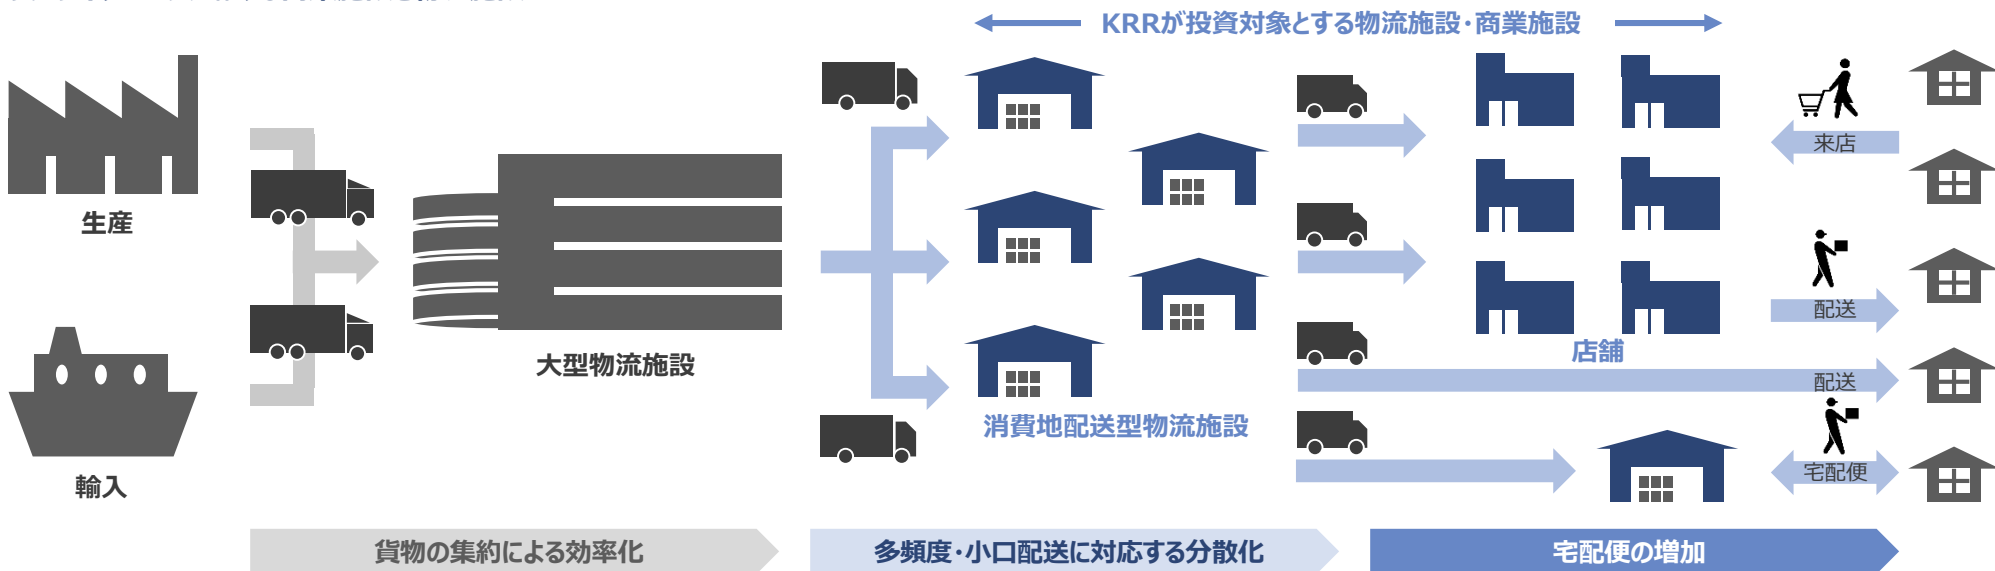 KRRが投資対象とする物流施設・商業施設
生産
輸入
大型物流施設
消費地配送型物流施設
店舗
来店
配送
配送
宅配便
貨物の集約による効率化
多頻度・小口配送に対応する分散化
宅配便の増加